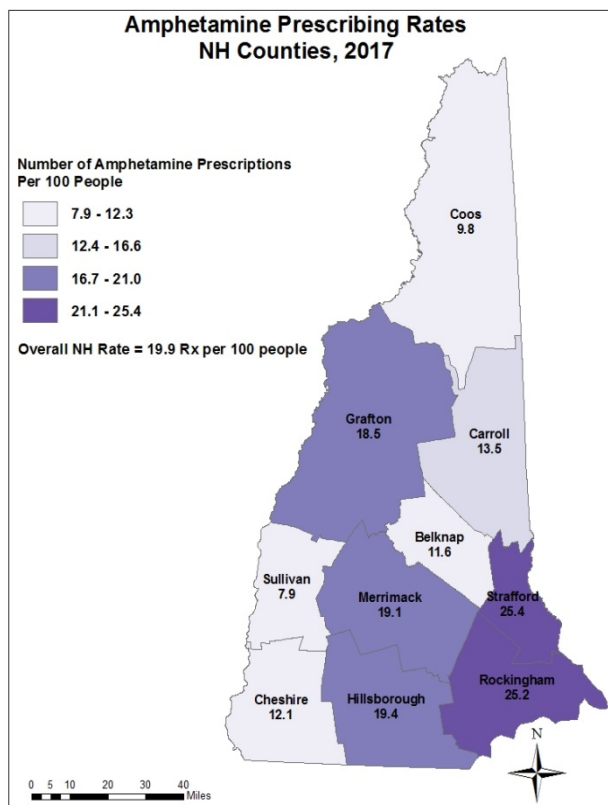 Amphetamine Prescribing Rates
NH Counties, 2017
Number of Amphetamine Prescriptions
Per 100 People
7.9 - 12.3
12.4 - 16.6
16.7 - 21.0
21.1 - 25.4
Overall NH Rate = 19.9 Rx per 100 people
Coos
9.8
Grafton
18.5
Carroll
13.5
Belknap
11.6
Sullivan
7.9
Merrimack
19.1
Strafford
25.4
Cheshire
12.1
Hillsborough
19.4
Rockingham
25.2
N
0 5 10 20 30 40
Miles